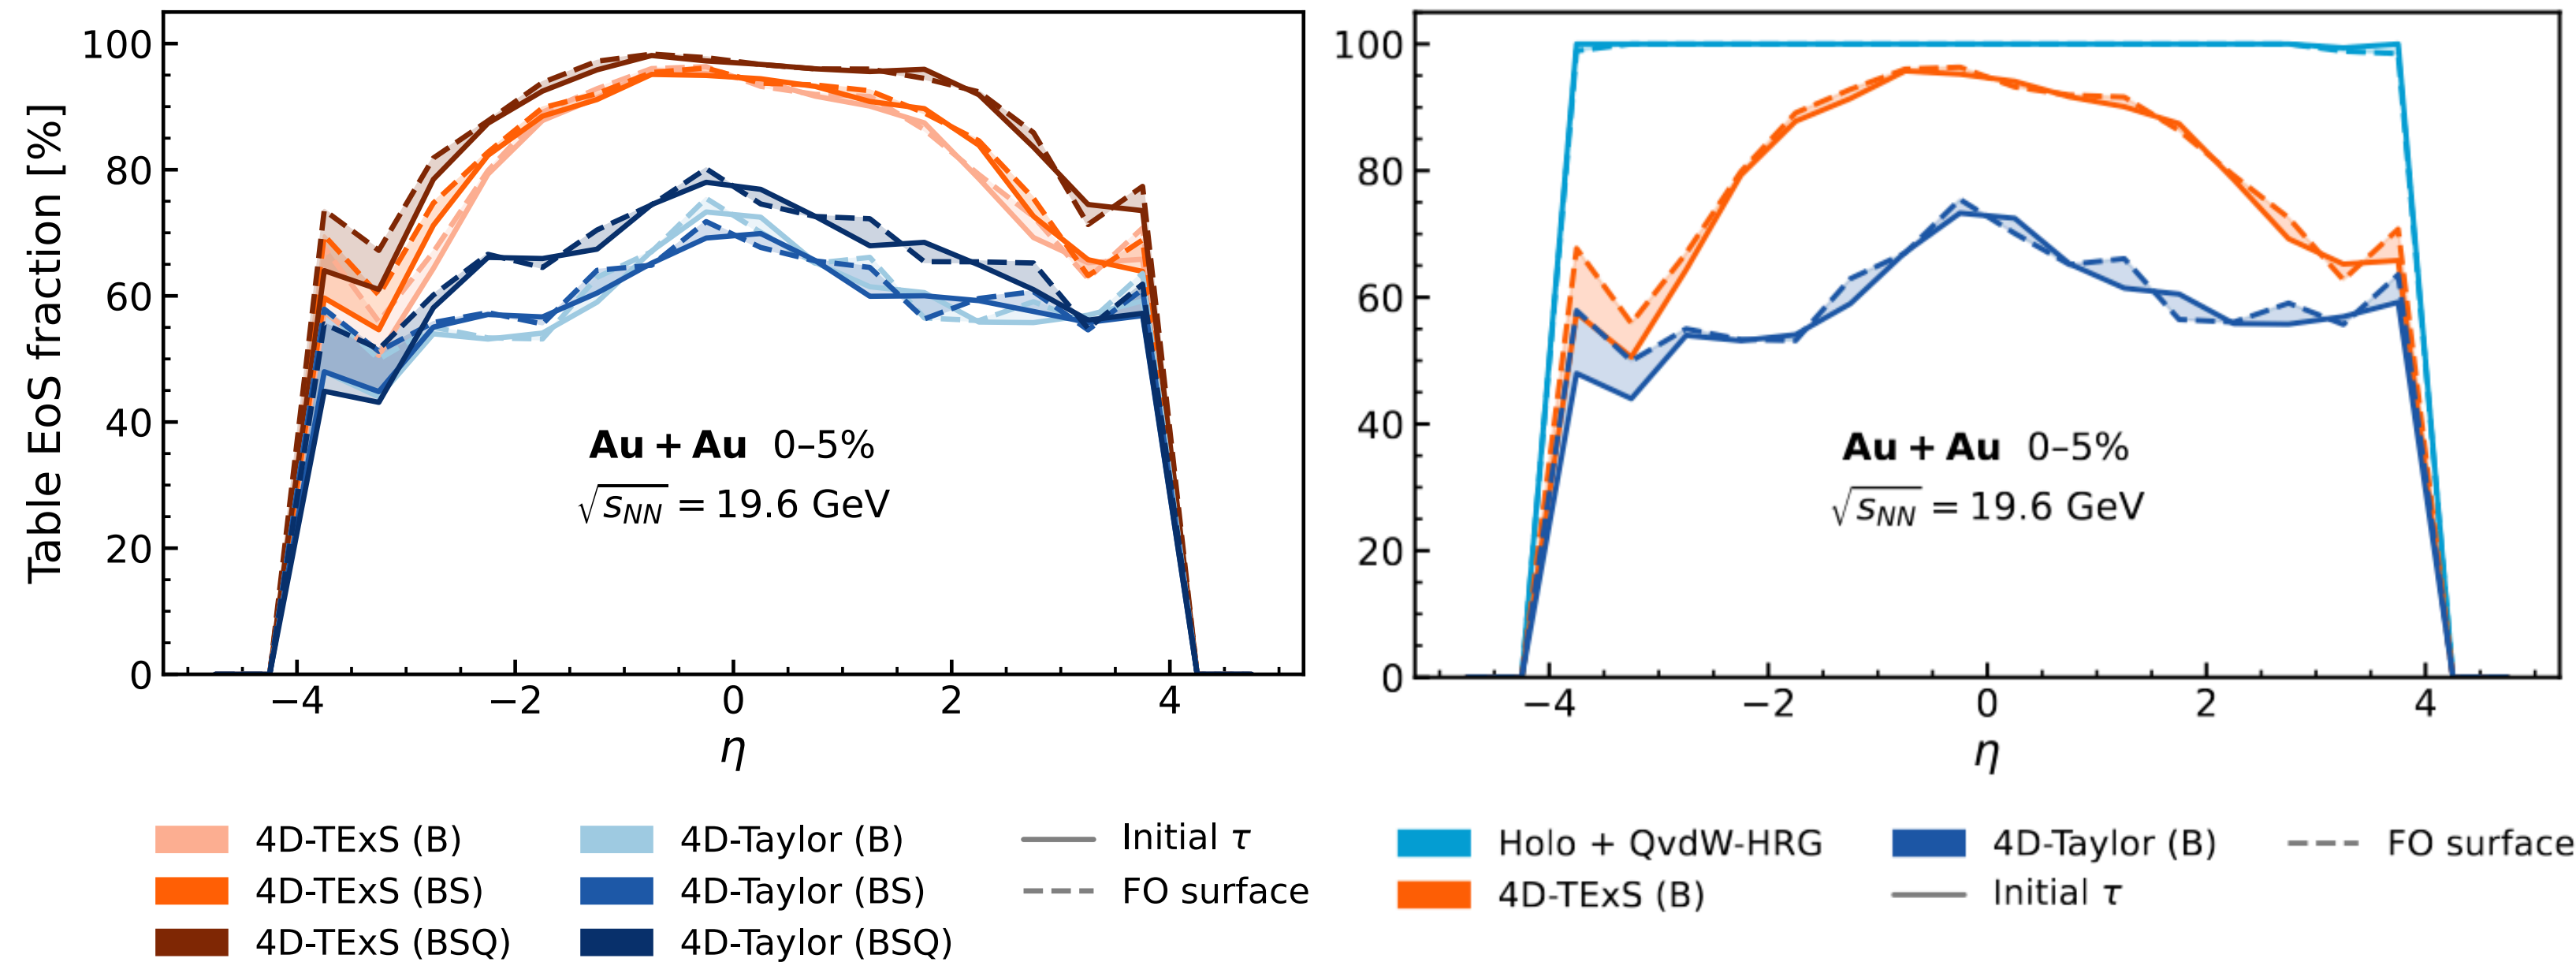 Table EoS fraction [%]
100
80
60
40
20
0
−4
−2
0
2
4
η
Au + Au 0–5%
√s_NN = 19.6 GeV
4D-TExS (B)
4D-TExS (BS)
4D-TExS (BSQ)
4D-Taylor (B)
4D-Taylor (BS)
4D-Taylor (BSQ)
Initial τ
FO surface
100
80
60
40
20
0
−4
−2
0
2
4
η
Au + Au 0–5%
√s_NN = 19.6 GeV
Holo + QvdW-HRG
4D-TExS (B)
4D-Taylor (B)
Initial τ
FO surface